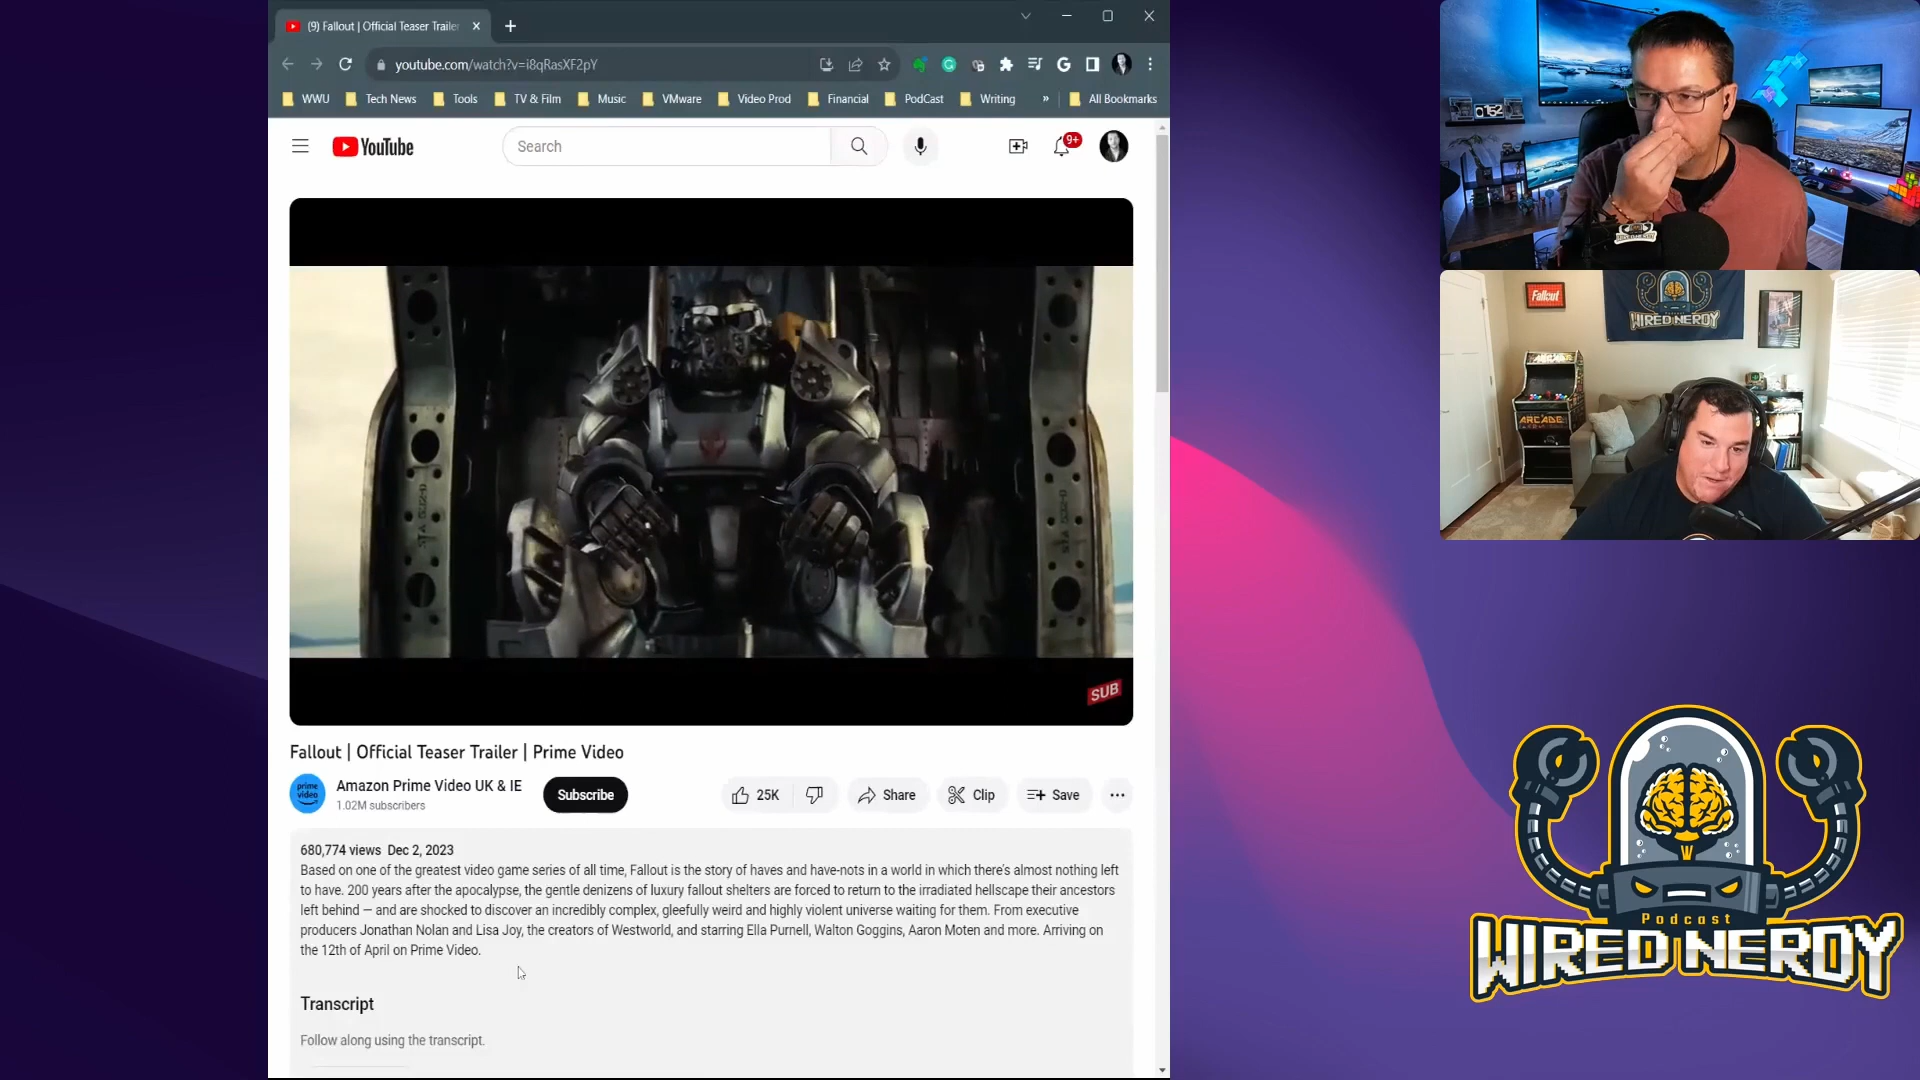 (9) Fallout | Official Teaser Trailer
youtube.com/watch?v=i8qRasXF2pY
WWU
Tech News
Tools
TV & Film
Music
VMware
Video Prod
Financial
PodCast
Writing
»
All Bookmarks
YouTube
Search
9+
SUB
Fallout | Official Teaser Trailer | Prime Video
prime
video
Amazon Prime Video UK & IE
1.02M subscribers
Subscribe
25K
Share
Clip
Save
680,774 views Dec 2, 2023
Based on one of the greatest video game series of all time, Fallout is the story of haves and have-nots in a world in which there's almost nothing left
to have. 200 years after the apocalypse, the gentle denizens of luxury fallout shelters are forced to return to the irradiated hellscape their ancestors
left behind — and are shocked to discover an incredibly complex, gleefully weird and highly violent universe waiting for them. From executive
producers Jonathan Nolan and Lisa Joy, the creators of Westworld, and starring Ella Purnell, Walton Goggins, Aaron Moten and more. Arriving on
the 12th of April on Prime Video.
Transcript
Follow along using the transcript.
Fallout
WIRED NERDY
ARCADE
Podcast
WIRED NERDY